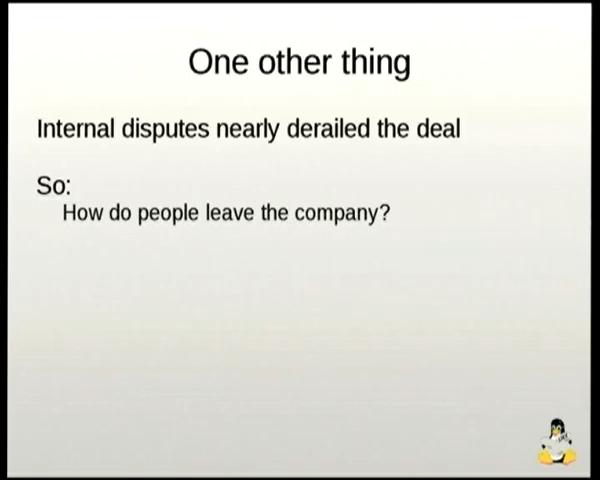 One other thing
Internal disputes nearly derailed the deal
So:
How do people leave the company?